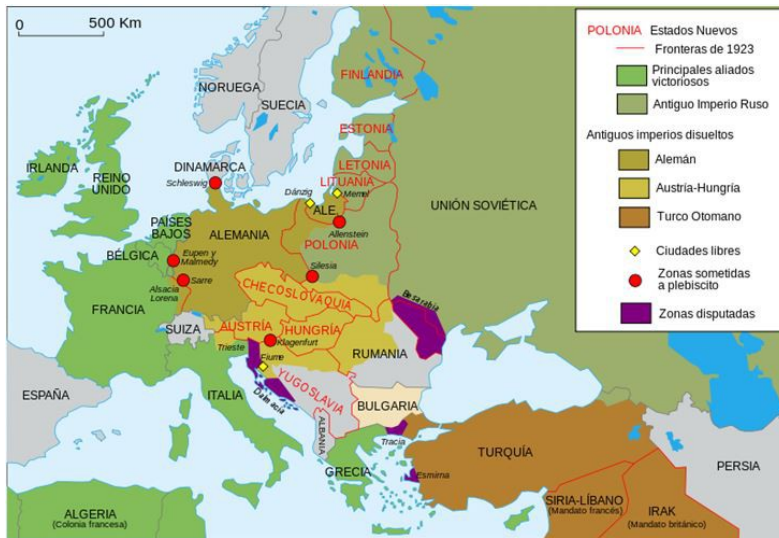 0 500 Km
NORUEGA
SUECIA
FINLANDIA
ESTONIA
LETONIA
LITUANIA
IRLANDA
REINO
UNIDO
DINAMARCA
Schleswig
Dánzig
Memel
ALE.
Allenstein
UNIÓN SOVIÉTICA
PAÍSES
BAJOS
ALEMANIA
POLONIA
BÉLGICA
Eupen y
Malmedy
Silesia
Sarre
Alsacia
Lorena
CHECOSLOVAQUIA
Besarabia
FRANCIA
SUIZA
AUSTRÍA
HUNGRÍA
Klagenfurt
Trieste
Fiume
RUMANIA
YUGOSLAVIA
Dalmacia
ESPAÑA
ITALIA
BULGARIA
ALBANIA
Tracia
GRECIA
Esmirna
TURQUÍA
PERSIA
SIRIA-LÍBANO
(Mandato francés)
IRAK
(Mandato británico)
ALGERIA
(Colonia francesa)
POLONIA Estados Nuevos
Fronteras de 1923
Principales aliados
victoriosos
Antiguo Imperio Ruso
Antiguos imperios disueltos
Alemán
Austría-Hungría
Turco Otomano
Ciudades libres
Zonas sometidas
a plebiscito
Zonas disputadas